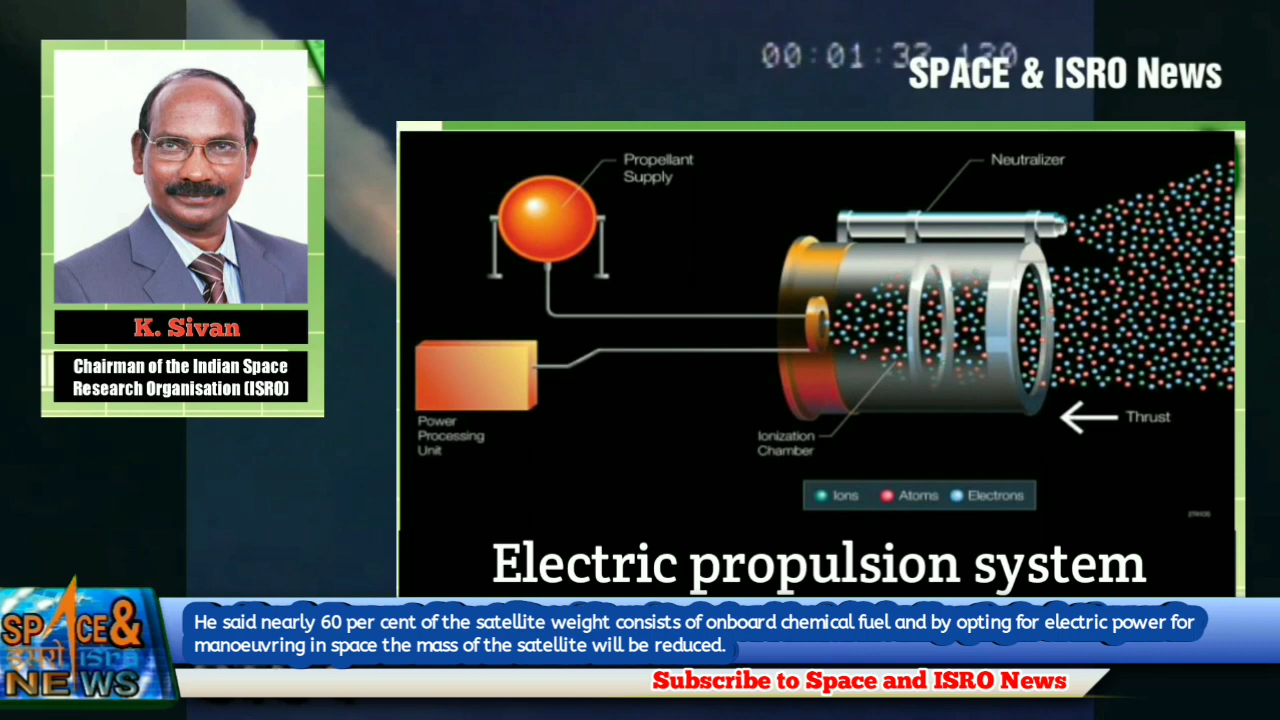 00:01:33.130
SPACE & ISRO News
Propellant
Supply
Neutralizer
K. Sivan
Chairman of the Indian Space
Research Organisation (ISRO)
Power
Processing
Unit
Ionization
Chamber
Thrust
Ions
Atoms
Electrons
Electric propulsion system
SPACE&
NEWS
He said nearly 60 per cent of the satellite weight consists of onboard chemical fuel and by opting for electric power for
manoeuvring in space the mass of the satellite will be reduced.
Subscribe to Space and ISRO News